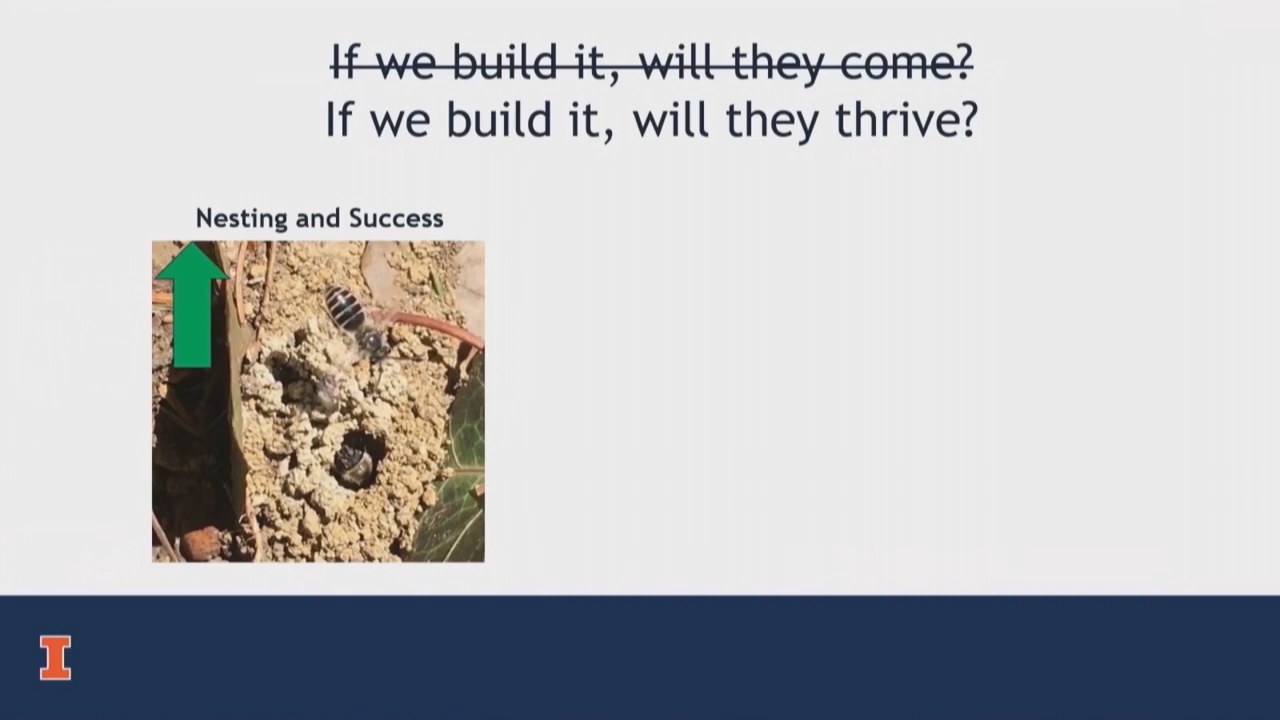 If we build it, will they come?
If we build it, will they thrive?
Nesting and Success
I